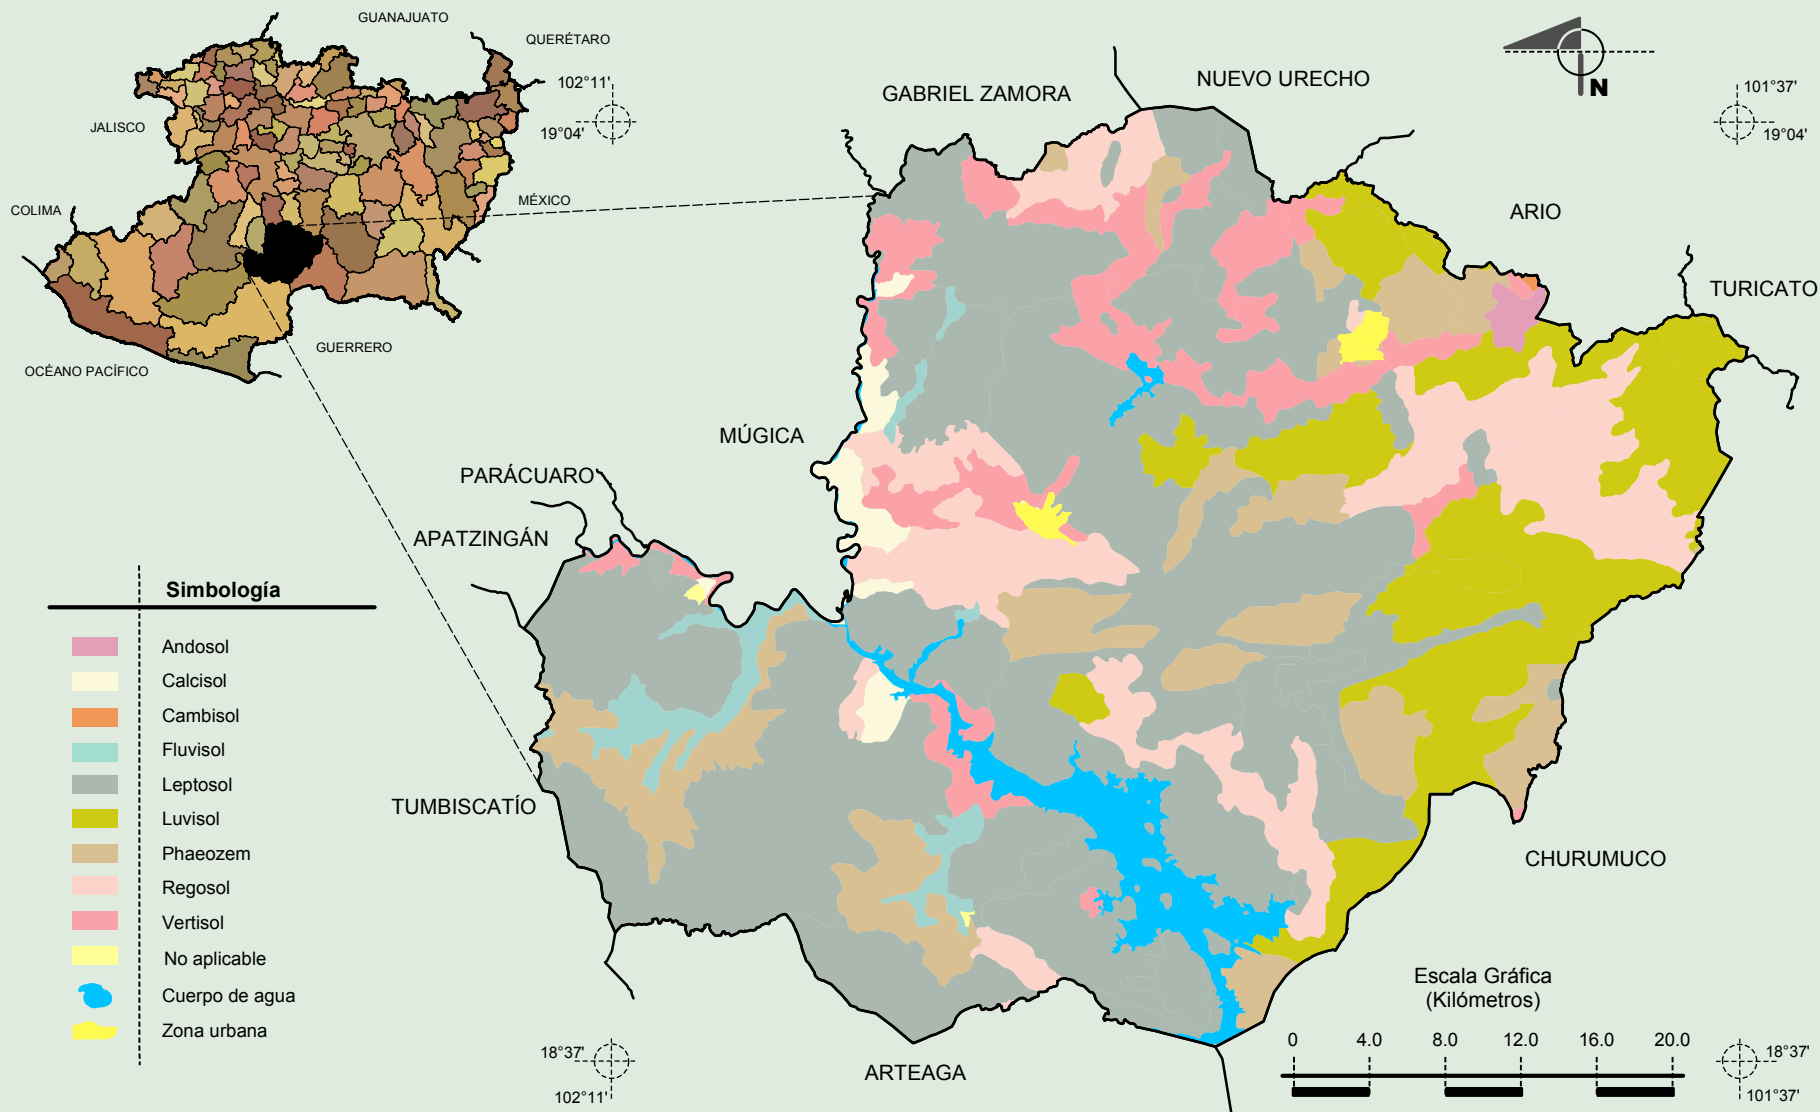 GUANAJUATO
QUERÉTARO
102°11'
19°04'
JALISCO
COLIMA
MÉXICO
GUERRERO
OCÉANO PACÍFICO
GABRIEL ZAMORA
NUEVO URECHO
N
101°37'
19°04'
ARIO
TURICATO
MÚGICA
PARÁCUARO
APATZINGÁN
TUMBISCATÍO
CHURUMUCO
ARTEAGA
Simbología
Andosol
Calcisol
Cambisol
Fluvisol
Leptosol
Luvisol
Phaeozem
Regosol
Vertisol
No aplicable
Cuerpo de agua
Zona urbana
18°37'
102°11'
Escala Gráfica
(Kilómetros)
0 4.0 8.0 12.0 16.0 20.0
18°37'
101°37'